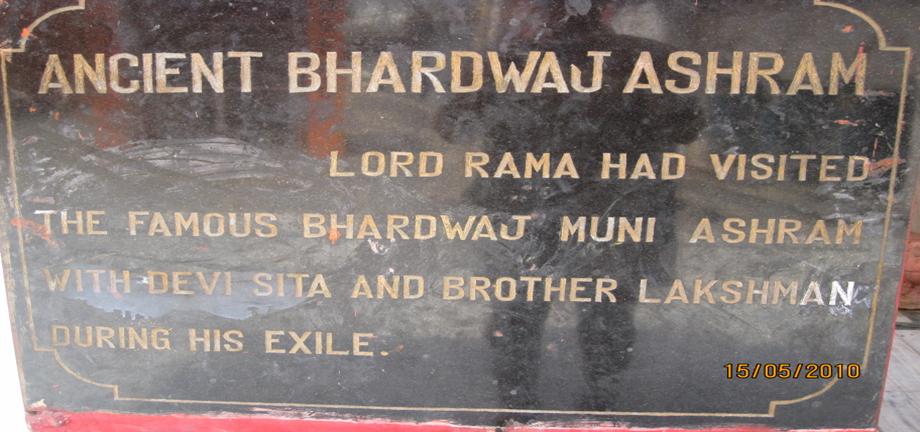 ANCIENT BHARDWAJ ASHRAM
LORD RAMA HAD VISITED
THE FAMOUS BHARDWAJ MUNI ASHRAM
WITH DEVI SITA AND BROTHER LAKSHMAN
DURING HIS EXILE.
15/05/2010